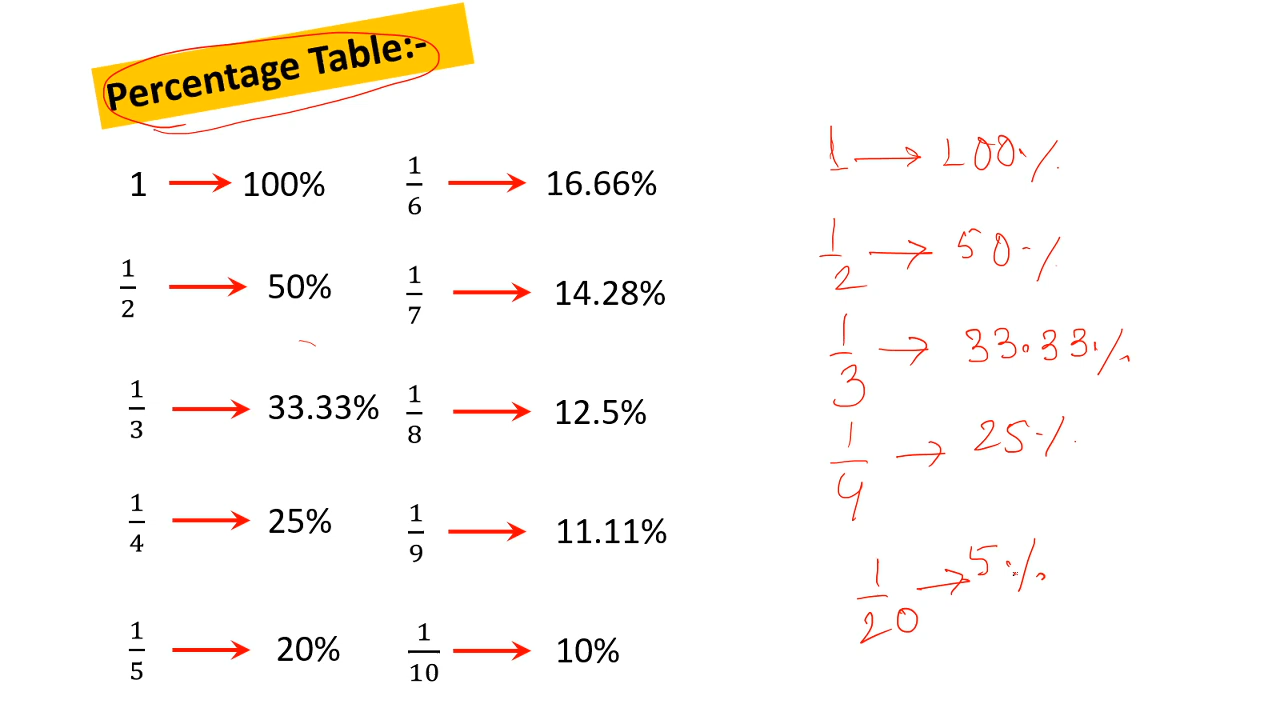 Percentage Table:-
1 → 100%
1/2 → 50%
1/3 → 33.33%
1/4 → 25%
1/5 → 20%
1/6 → 16.66%
1/7 → 14.28%
1/8 → 12.5%
1/9 → 11.11%
1/10 → 10%
1 → 100%
1/2 → 50%
1/3 → 33.33%
1/4 → 25%
1/20 → 5%